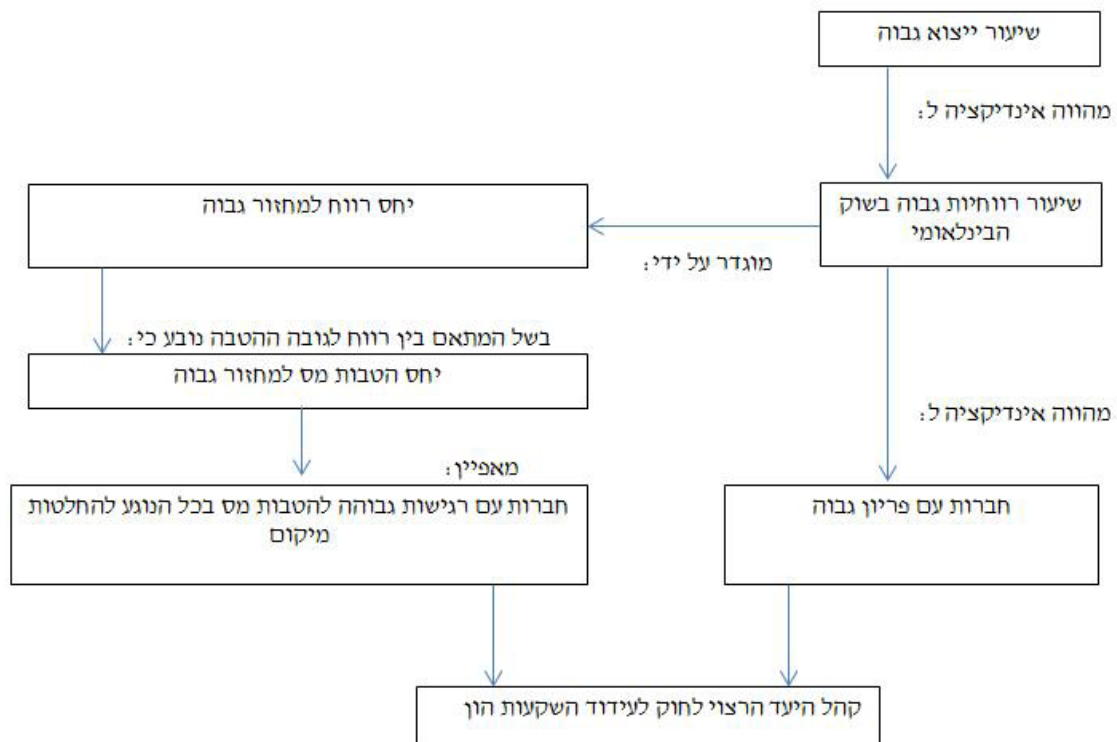 שיעור ייצוא גבוה
מהווה אינדיקציה ל:
שיעור רווחיות גבוה בשוק
הבינלאומי
יחס רווח למחזור גבוה
מוגדר על ידי:
בשל המתאם בין רווח לגובה ההטבה נובע כי:
יחס הטבות מס למחזור גבוה
מהווה אינדיקציה ל:
מאפיין:
חברות עם פריון גבוה
חברות עם רגישות גבוהה להטבות מס בכל הנוגע להחלטות
מיקום
קהל היעד הרצוי לחוק לעידוד השקעות הון